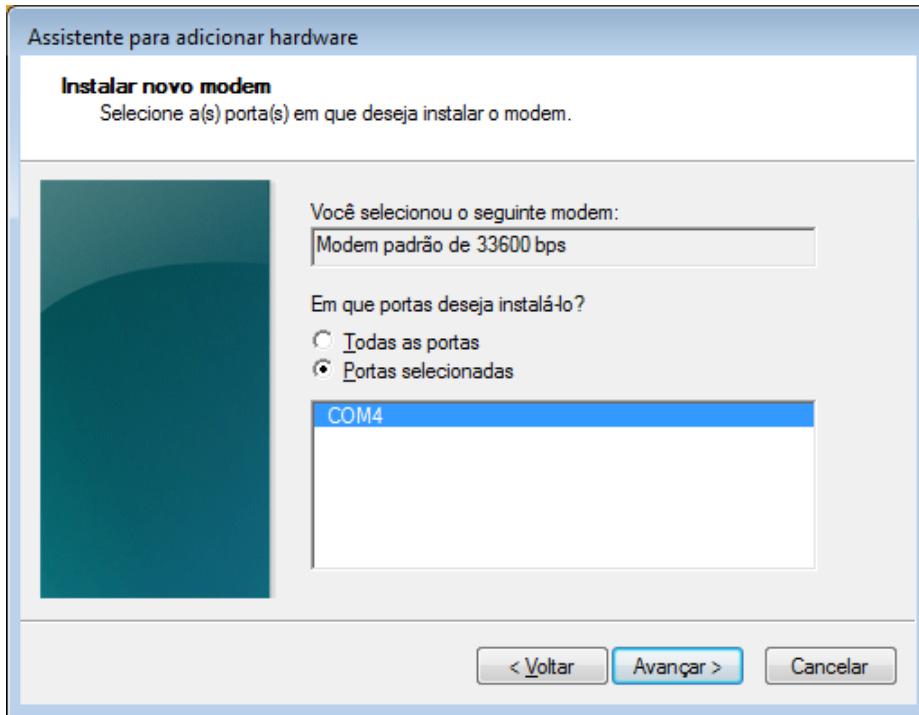 Assistente para adicionar hardware
Instalar novo modem
Selecione a(s) porta(s) em que deseja instalar o modem.
Você selecionou o seguinte modem:
Modem padrão de 33600 bps
Em que portas deseja instalá-lo?
Todas as portas
Portas selecionadas
COM4
< Voltar
Avançar >
Cancelar